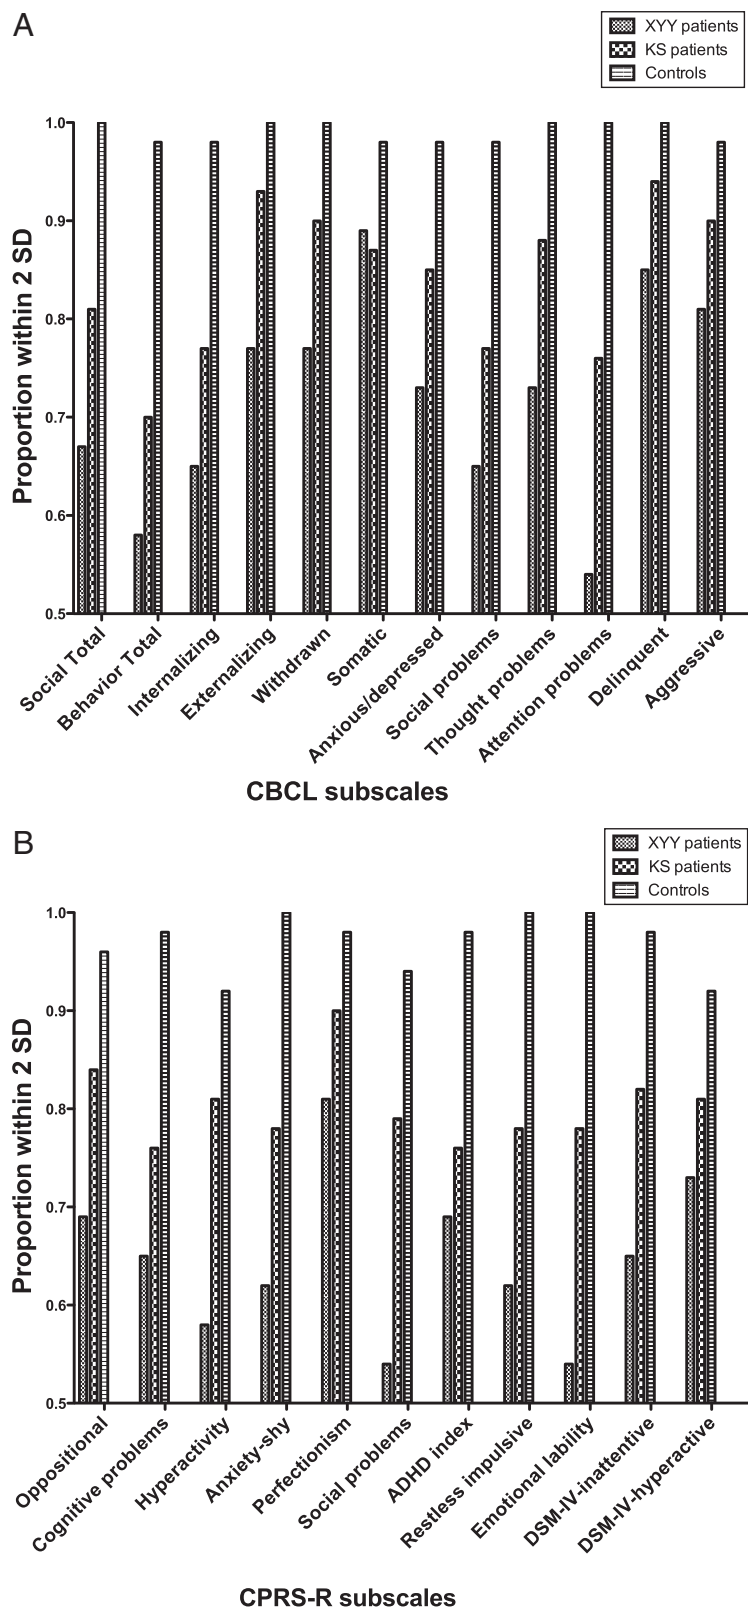 A
XYY patients
KS patients
Controls
Proportion within 2 SD
1.0
0.9
0.8
0.7
0.6
0.5
Social Total
Behavior Total
Internalizing
Externalizing
Withdrawn
Somatic
Anxious/depressed
Social problems
Thought problems
Attention problems
Delinquent
Aggressive
CBCL subscales
B
XYY patients
KS patients
Controls
Proportion within 2 SD
1.0
0.9
0.8
0.7
0.6
0.5
Oppositional
Cognitive problems
Hyperactivity
Anxiety-shy
Perfectionism
Social problems
ADHD index
Restless impulsive
Emotional lability
DSM-IV-inattentive
DSM-IV-hyperactive
CPRS-R subscales